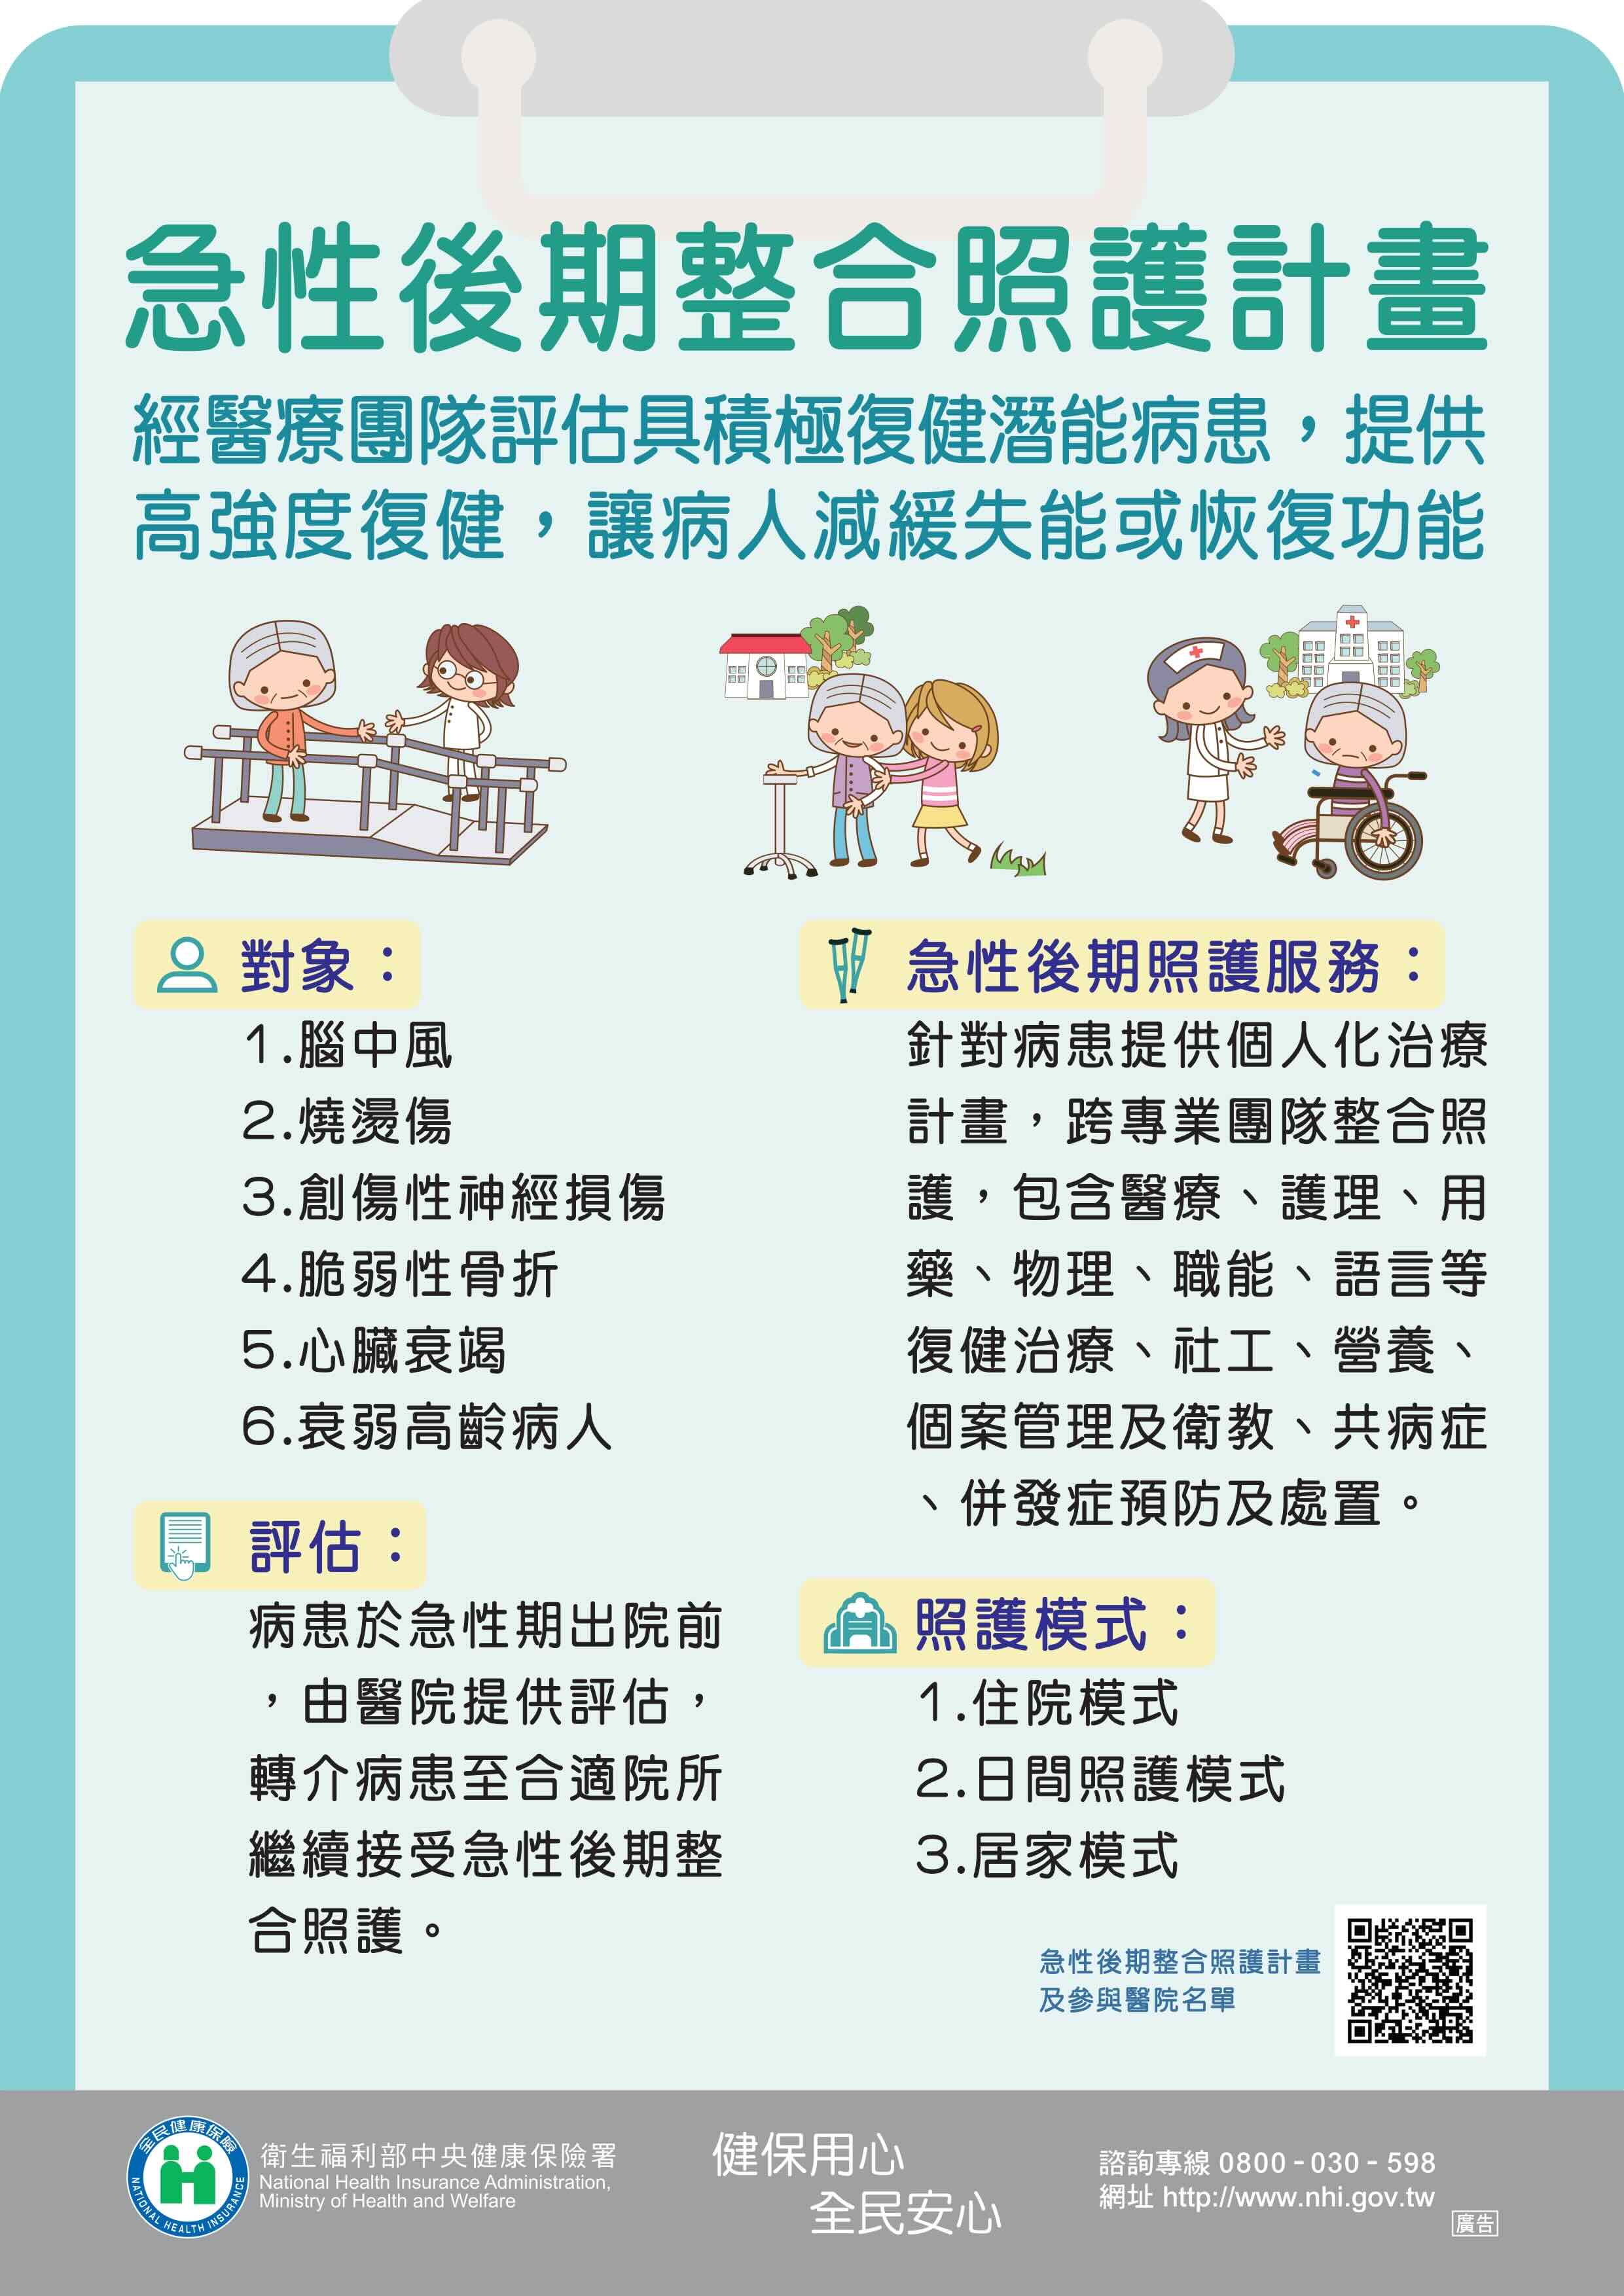 急性後期整合照護計畫
經醫療團隊評估具積極復健潛能病患，提供
高強度復健，讓病人減緩失能或恢復功能
對象：
1.腦中風
2.燒燙傷
3.創傷性神經損傷
4.脆弱性骨折
5.心臟衰竭
6.衰弱高齡病人
評估：
病患於急性期出院前
，由醫院提供評估，
轉介病患至合適院所
繼續接受急性後期整
合照護。
急性後期照護服務：
針對病患提供個人化治療
計畫，跨專業團隊整合照
護，包含醫療、護理、用
藥、物理、職能、語言等
復健治療、社工、營養、
個案管理及衛教、共病症
、併發症預防及處置。
照護模式：
1.住院模式
2.日間照護模式
3.居家模式
急性後期整合照護計畫
及參與醫院名單
全民健康保險
NATIONAL HEALTH INSURANCE
衛生福利部中央健康保險署
National Health Insurance Administration,
Ministry of Health and Welfare
健保用心
全民安心
諮詢專線 0800-030-598
網址 http://www.nhi.gov.tw
廣告